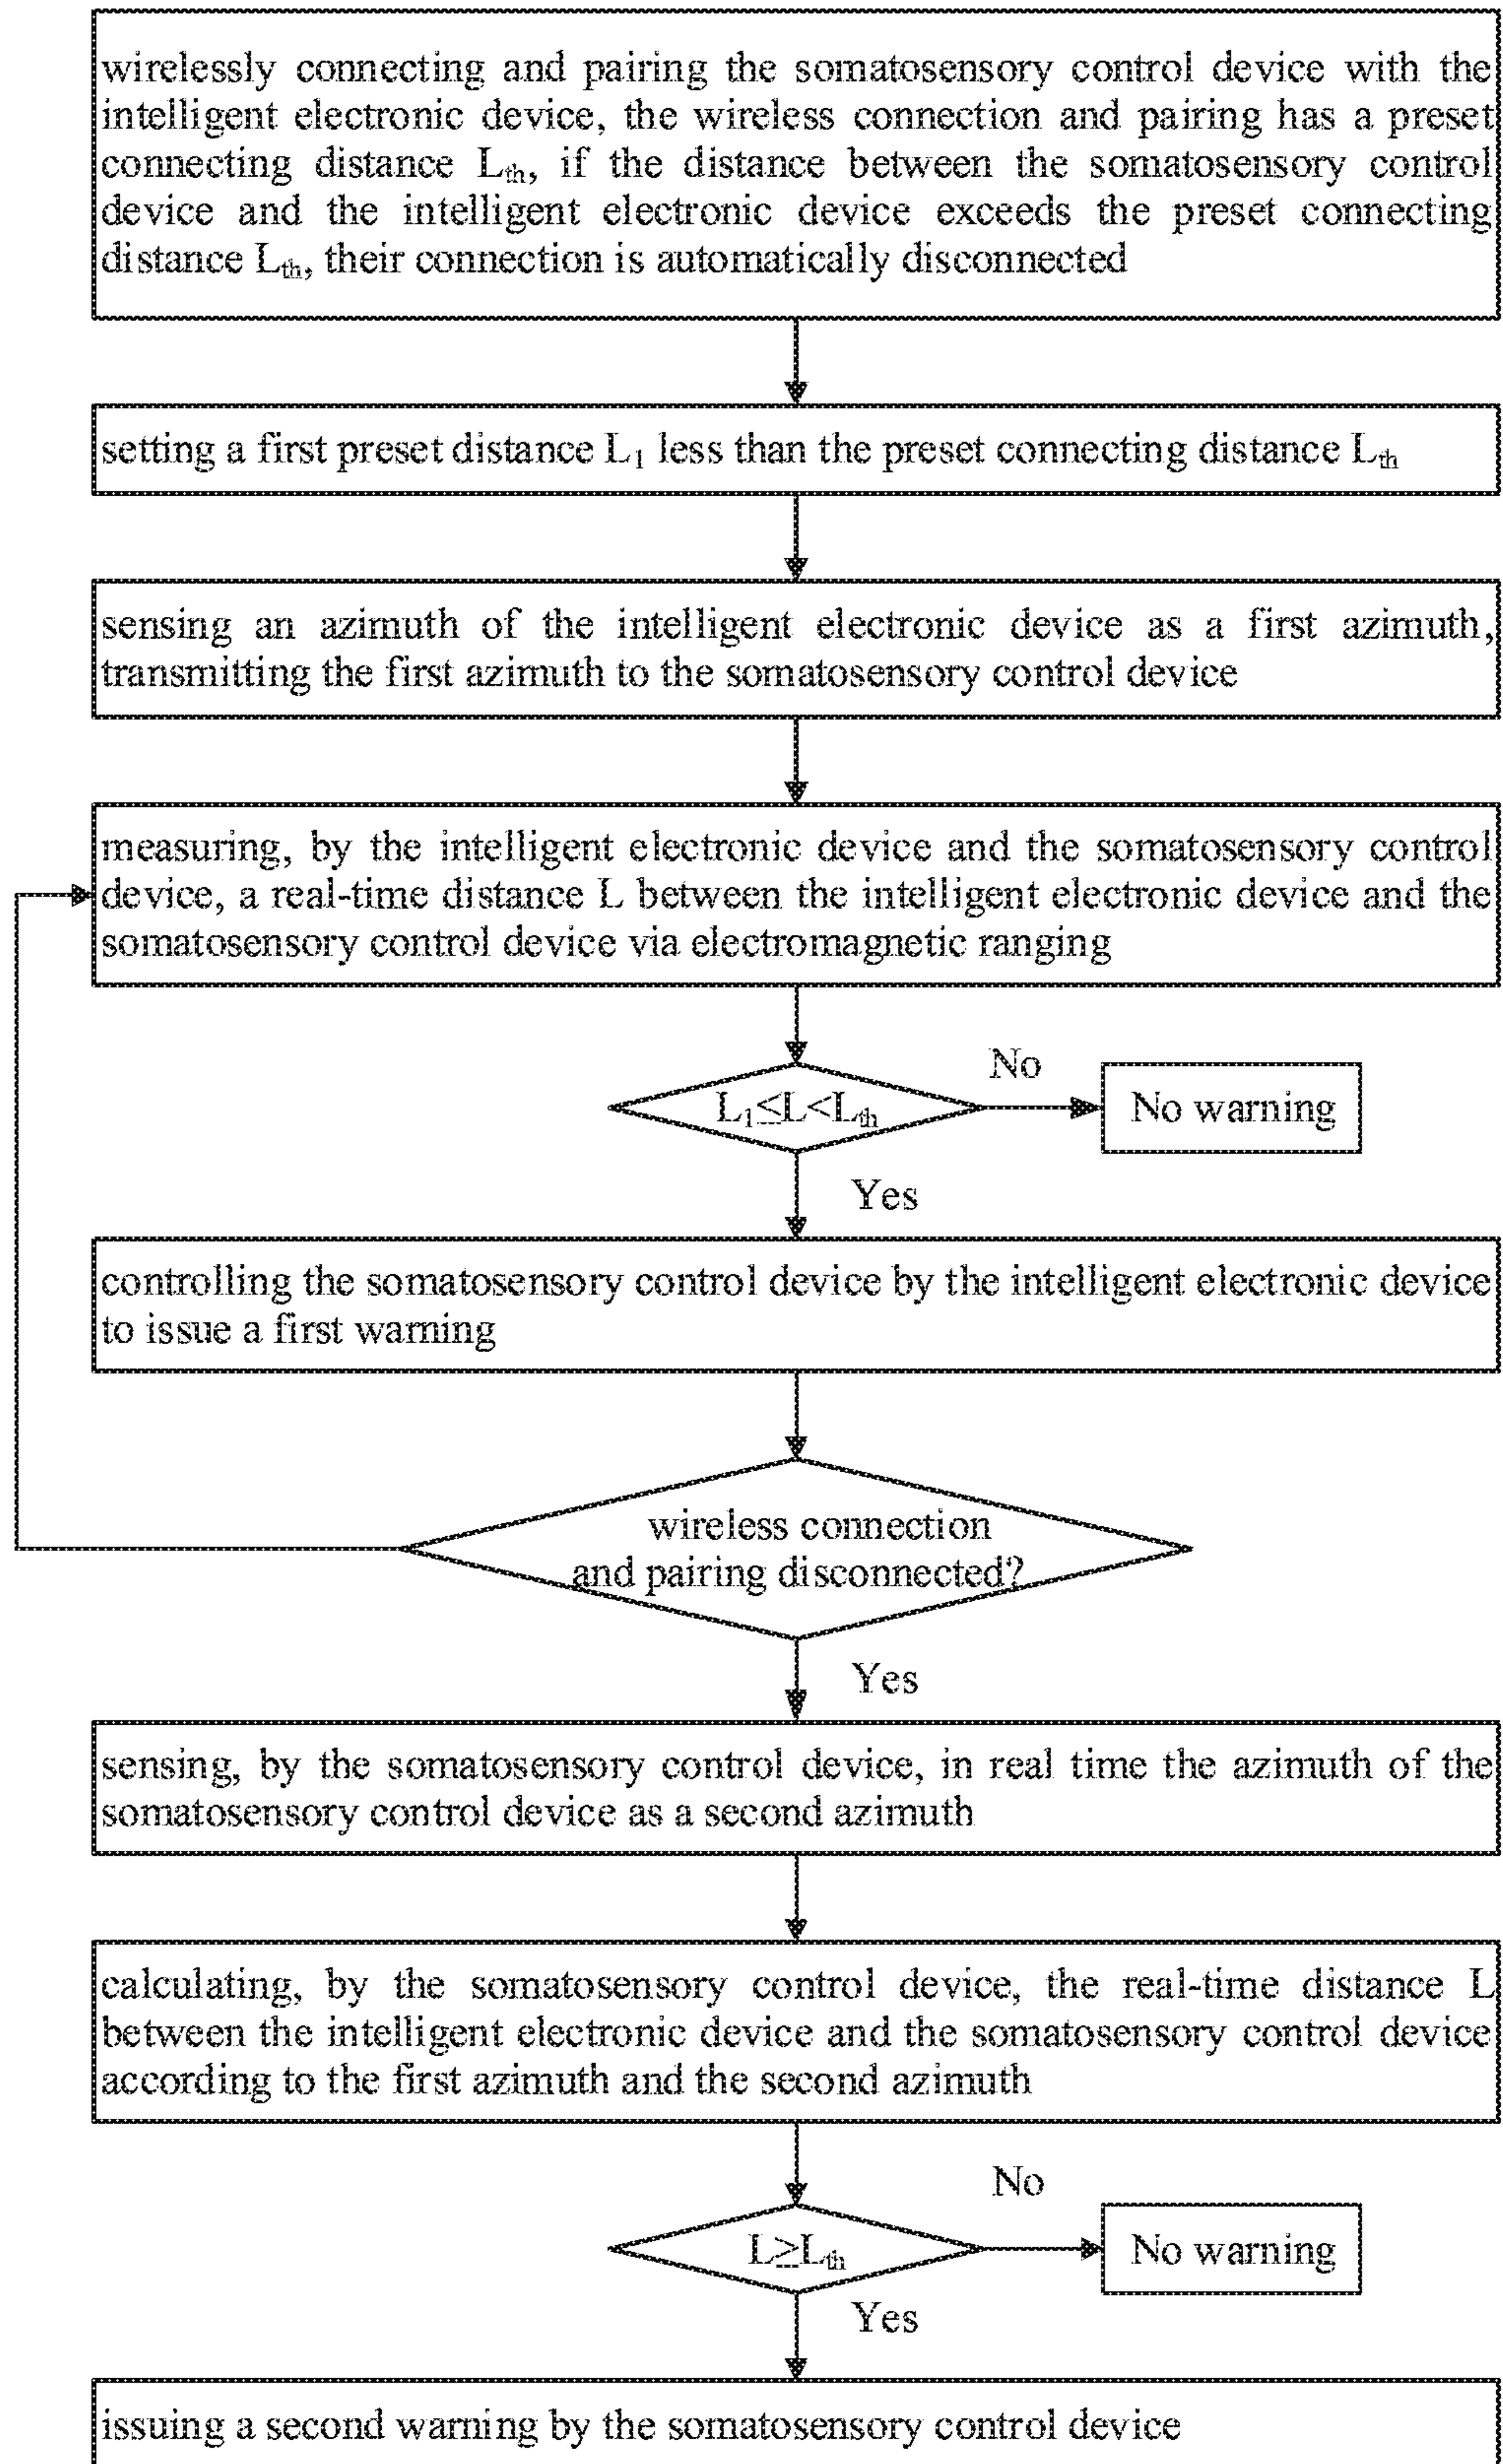 wirelessly connecting and pairing the somatosensory control device with the
intelligent electronic device, the wireless connection and pairing has a preset
connecting distance Lth, if the distance between the somatosensory control
device and the intelligent electronic device exceeds the preset connecting
distance Lth, their connection is automatically disconnected
setting a first preset distance L1 less than the preset connecting distance Lth
sensing an azimuth of the intelligent electronic device as a first azimuth,
transmitting the first azimuth to the somatosensory control device
measuring, by the intelligent electronic device and the somatosensory control
device, a real-time distance L between the intelligent electronic device and the
somatosensory control device via electromagnetic ranging
No
L1≤L<Lth
No warning
Yes
controlling the somatosensory control device by the intelligent electronic device
to issue a first warning
wireless connection
and pairing disconnected?
Yes
sensing, by the somatosensory control device, in real time the azimuth of the
somatosensory control device as a second azimuth
calculating, by the somatosensory control device, the real-time distance L
between the intelligent electronic device and the somatosensory control device
according to the first azimuth and the second azimuth
No
L≥Lth
No warning
Yes
issuing a second warning by the somatosensory control device